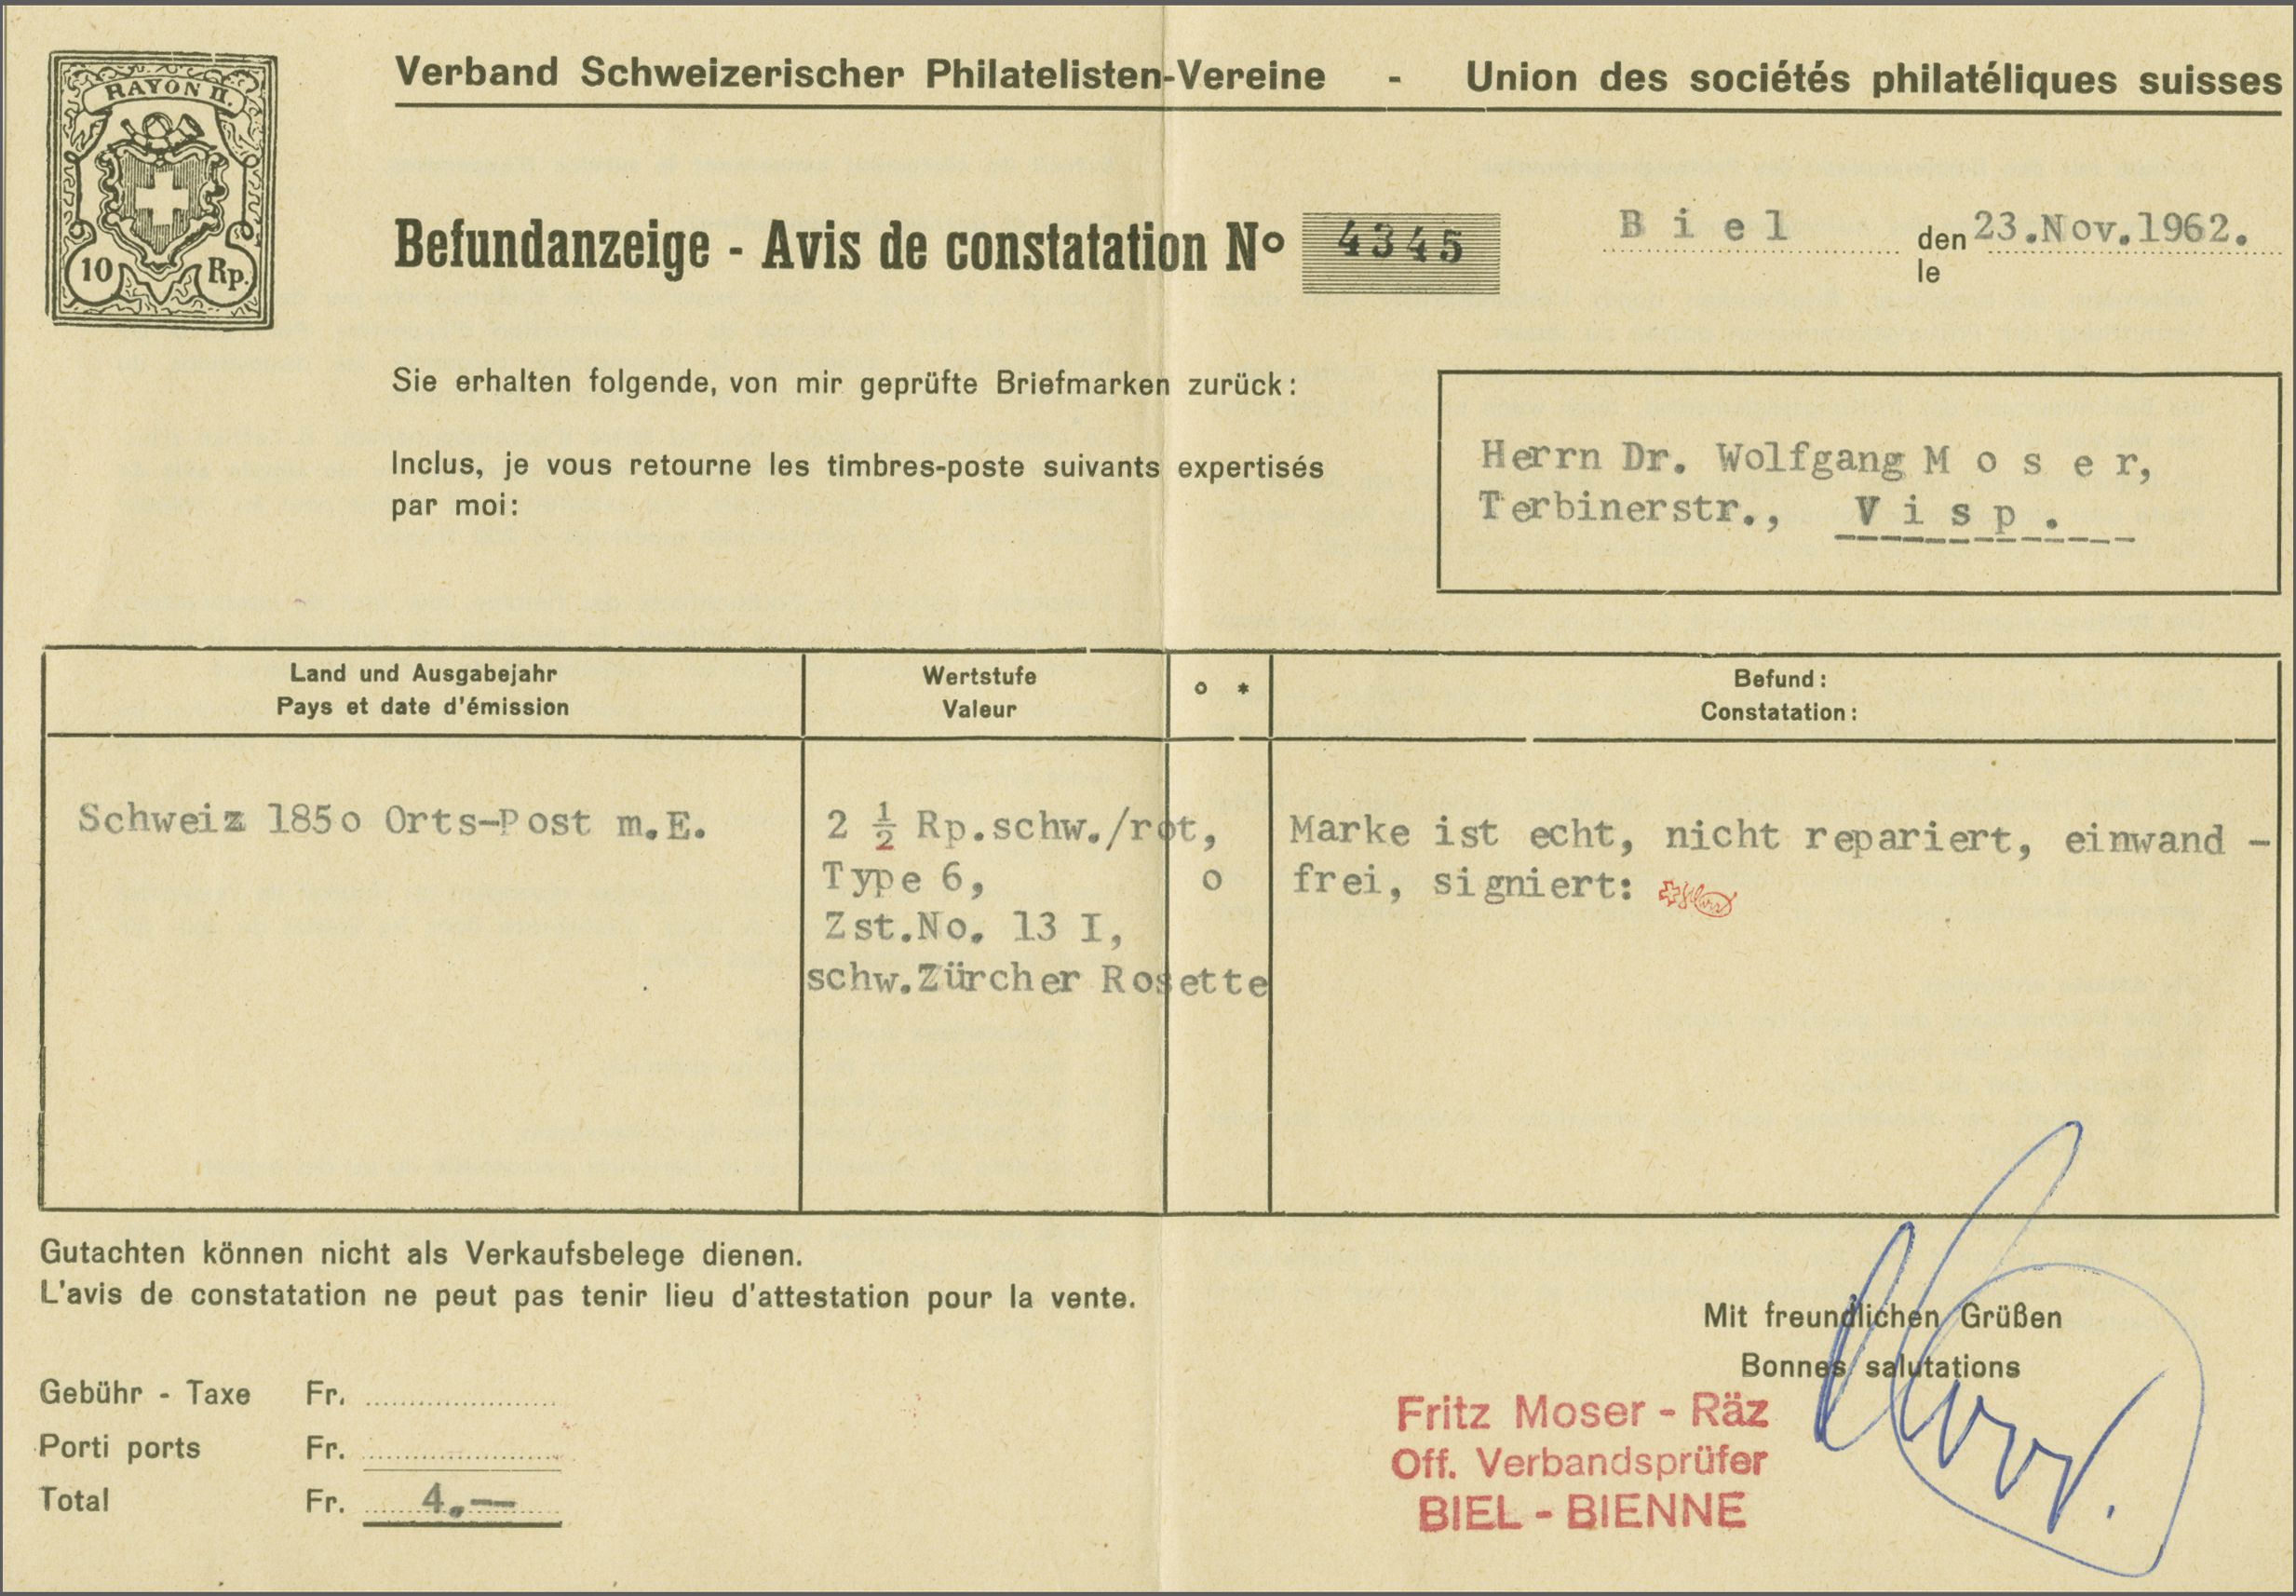 RAYON II.
10 Rp.
Verband Schweizerischer Philatelisten-Vereine - Union des sociétés philatéliques suisses
Befundanzeige - Avis de constatation Nº 4345
Biel den 23.Nov.1962.
le
Sie erhalten folgende, von mir geprüfte Briefmarken zurück:
Inclus, je vous retourne les timbres-poste suivants expertisés
par moi:
Herrn Dr. Wolfgang Moser,
Terbinerstr., Visp.
Land und Ausgabejahr
Pays et date d'émission
Wertstufe
Valeur
o *
Befund:
Constatation:
Schweiz 185o Orts-Post m.E.
2 ½ Rp.schw./rot,
Type 6,
Zst.No. 13 I,
schw.Zürcher Rosette
o
Marke ist echt, nicht repariert, einwand -
frei, signiert:
Gutachten können nicht als Verkaufsbelege dienen.
L'avis de constatation ne peut pas tenir lieu d'attestation pour la vente.
Gebühr - Taxe Fr.
Porti ports Fr.
Total Fr. 4.--
Mit freundlichen Grüßen
Bonnes salutations
Fritz Moser - Räz
Off. Verbandsprüfer
BIEL - BIENNE